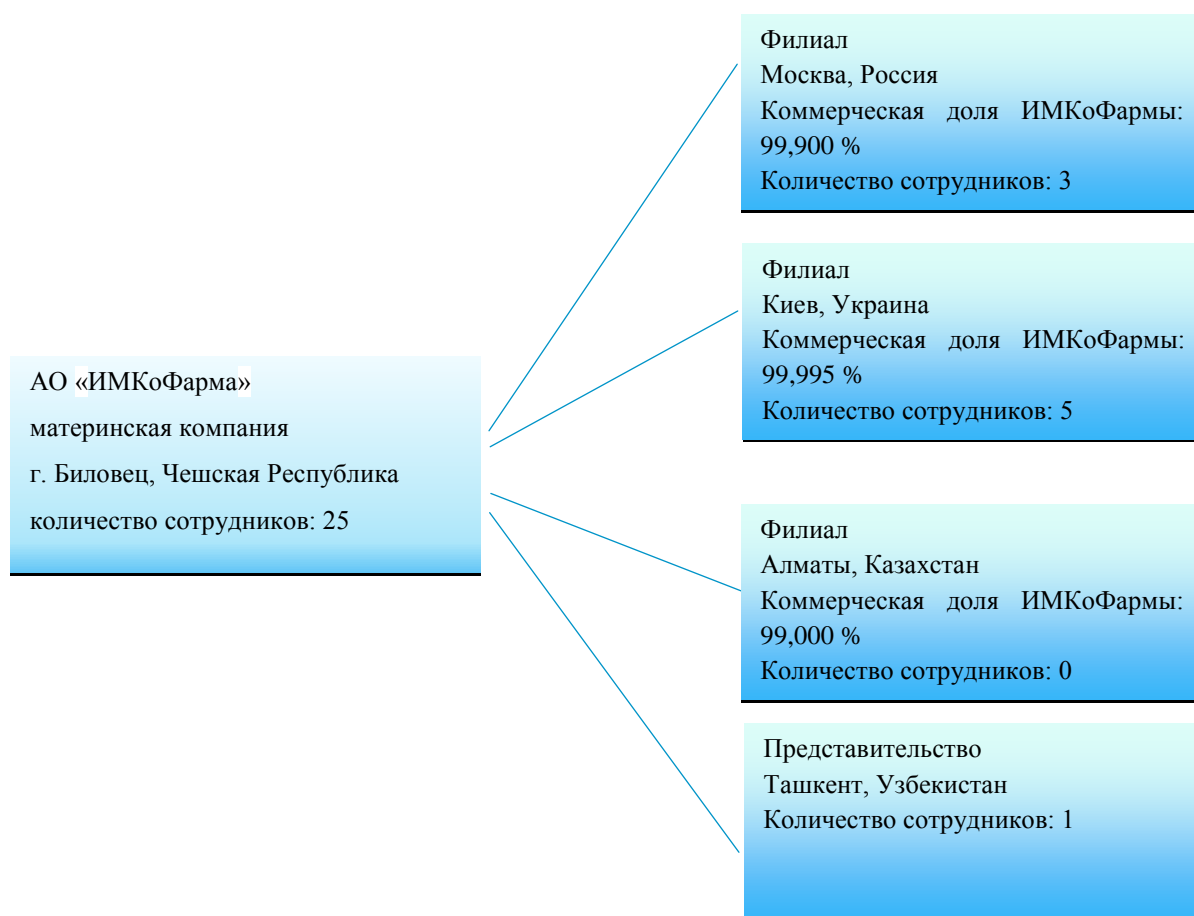 АО «ИМКоФарма»
материнская компания
г. Биловец, Чешская Республика
количество сотрудников: 25
Филиал
Москва, Россия
Коммерческая доля ИМКоФармы:
99,900 %
Количество сотрудников: 3
Филиал
Киев, Украина
Коммерческая доля ИМКоФармы:
99,995 %
Количество сотрудников: 5
Филиал
Алматы, Казахстан
Коммерческая доля ИМКоФармы:
99,000 %
Количество сотрудников: 0
Представительство
Ташкент, Узбекистан
Количество сотрудников: 1